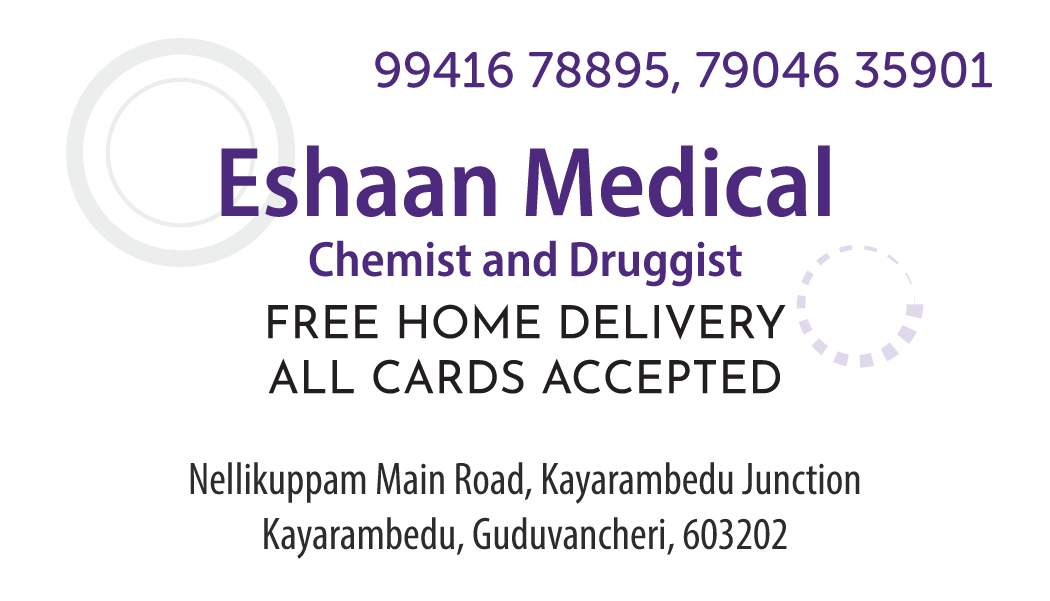 99416 78895, 79046 35901
Eshaan Medical
Chemist and Druggist
FREE HOME DELIVERY
ALL CARDS ACCEPTED
Nellikuppam Main Road, Kayarambedu Junction
Kayarambedu, Guduvancheri, 603202